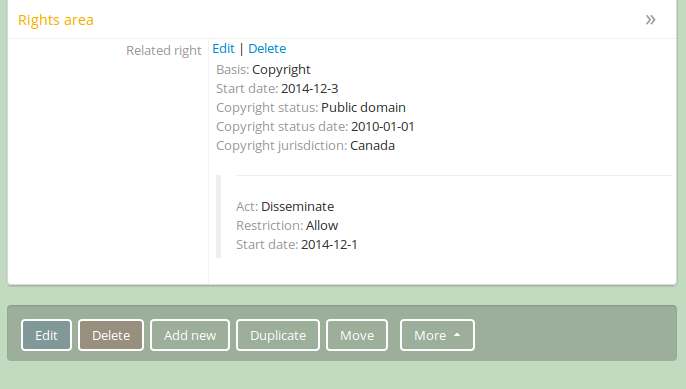 Rights area »
Related right Edit | Delete
Basis: Copyright
Start date: 2014-12-3
Copyright status: Public domain
Copyright status date: 2010-01-01
Copyright jurisdiction: Canada
Act: Disseminate
Restriction: Allow
Start date: 2014-12-1
Edit Delete Add new Duplicate Move More